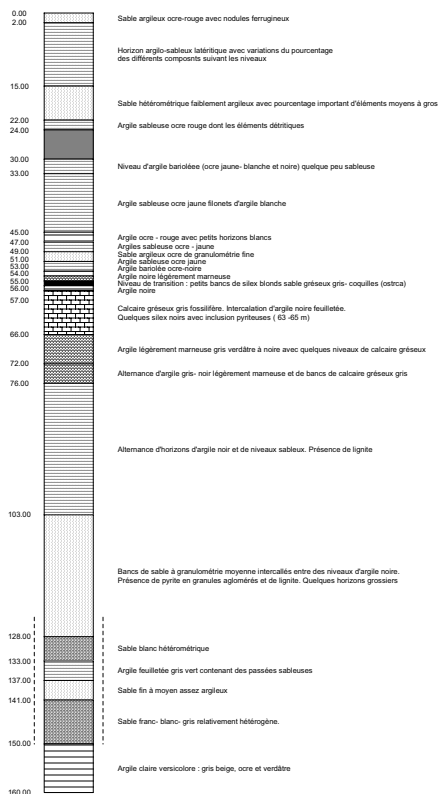 0.00
Sable argileux ocre-rouge avec nodules ferrugineux
2.00
Horizon argilo-sableux latéritique avec variations du pourcentage
des différents composnts suivant les niveaux
15.00
Sable hétérométrique faiblement argileux avec pourcentage important d'éléments moyens à gros
22.00
Argile sableuse ocre rouge dont les éléments détritiques
24.00
30.00
Niveau d'argile barioléee (ocre jaune- blanche et noire) quelque peu sableuse
33.00
Argile sableuse ocre jaune filonets d'argile blanche
45.00
Argile ocre - rouge avec petits horizons blancs
47.00
Argiles sableuse ocre - jaune
49.00
Sable argileux ocre de granulométrie fine
51.00
Argile sableuse ocre jaune
53.00
Argile bariolée ocre-noire
54.00
Argile noire légèrement marneuse
55.00
Niveau de transition : petits bancs de silex blonds sable gréseux gris- coquilles (ostrca)
56.00
Argile noire
57.00
Calcaire gréseux gris fossilifère. Intercalation d'argile noire feuilletée.
Quelques silex noirs avec inclusion pyriteuses ( 63 -65 m)
66.00
Argile légèrement marneuse gris verdâtre à noire avec quelques niveaux de calcaire gréseux
72.00
Alternance d'argile gris- noir légèrement marneuse et de bancs de calcaire gréseux gris
76.00
Alternance d'horizons d'argile noir et de niveaux sableux. Présence de lignite
103.00
Bancs de sable à granulométrie moyenne intercallés entre des niveaux d'argile noire.
Présence de pyrite en granules aglomérés et de lignite. Quelques horizons grossiers
128.00
Sable blanc hétérométrique
133.00
Argile feuilletée gris vert contenant des passées sableuses
137.00
Sable fin à moyen assez argileux
141.00
Sable franc- blanc- gris relativement hétérogène.
150.00
Argile claire versicolore : gris beige, ocre et verdâtre
160.00